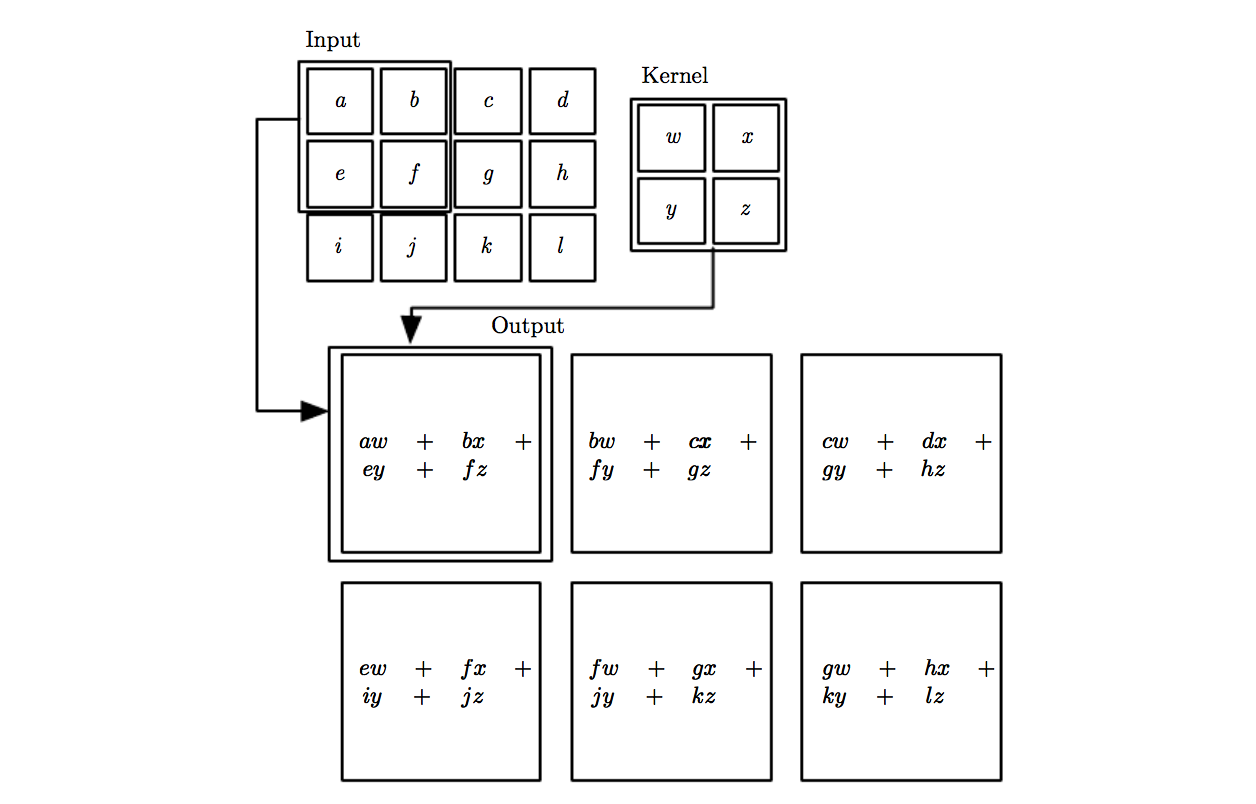 Input
a b c d
e f g h
i j k l
Kernel
w x
y z
Output
aw + bx +
ey + fz
bw + cx +
fy + gz
cw + dx +
gy + hz
ew + fx +
iy + jz
fw + gx +
jy + kz
gw + hx +
ky + lz